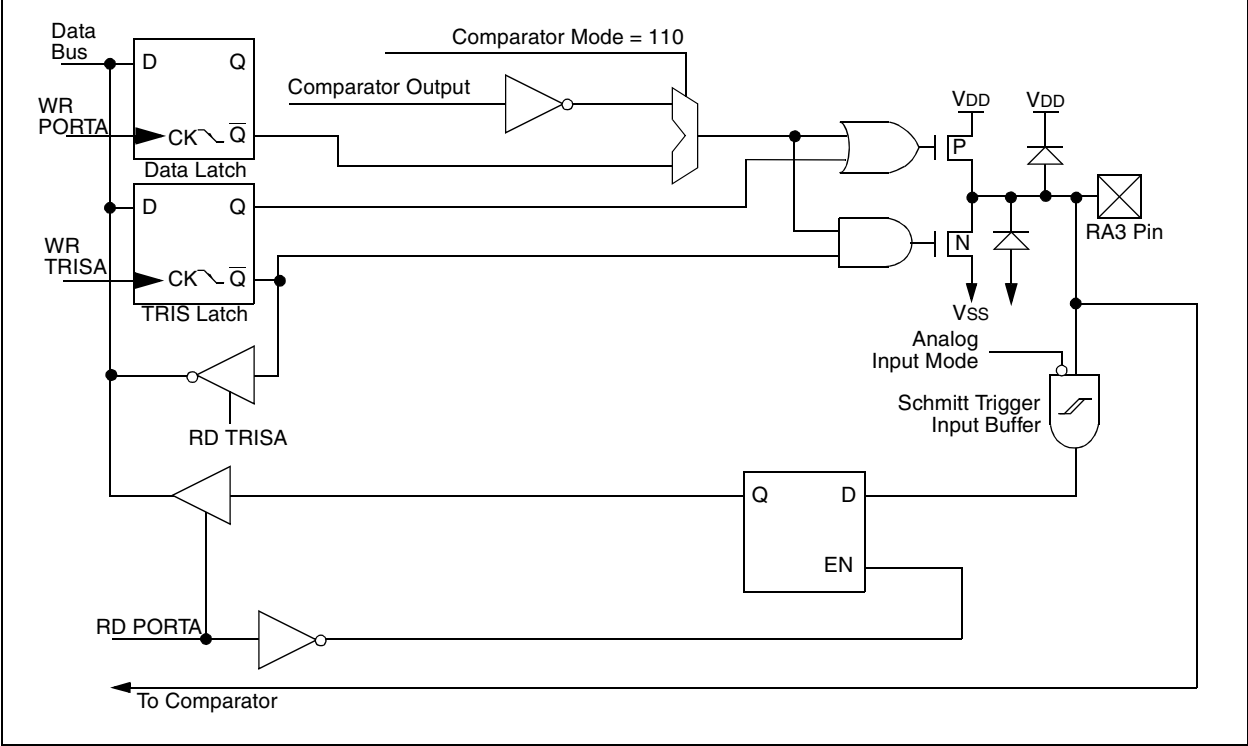 Data
Bus
D
Q
WR
PORTA
CK
Q̅
Data Latch
Comparator Mode = 110
Comparator Output
VDD
VDD
P
RA3 Pin
D
Q
WR
TRISA
CK
Q̅
TRIS Latch
N
VSS
Analog
Input Mode
Schmitt Trigger
Input Buffer
RD TRISA
Q
D
EN
RD PORTA
To Comparator